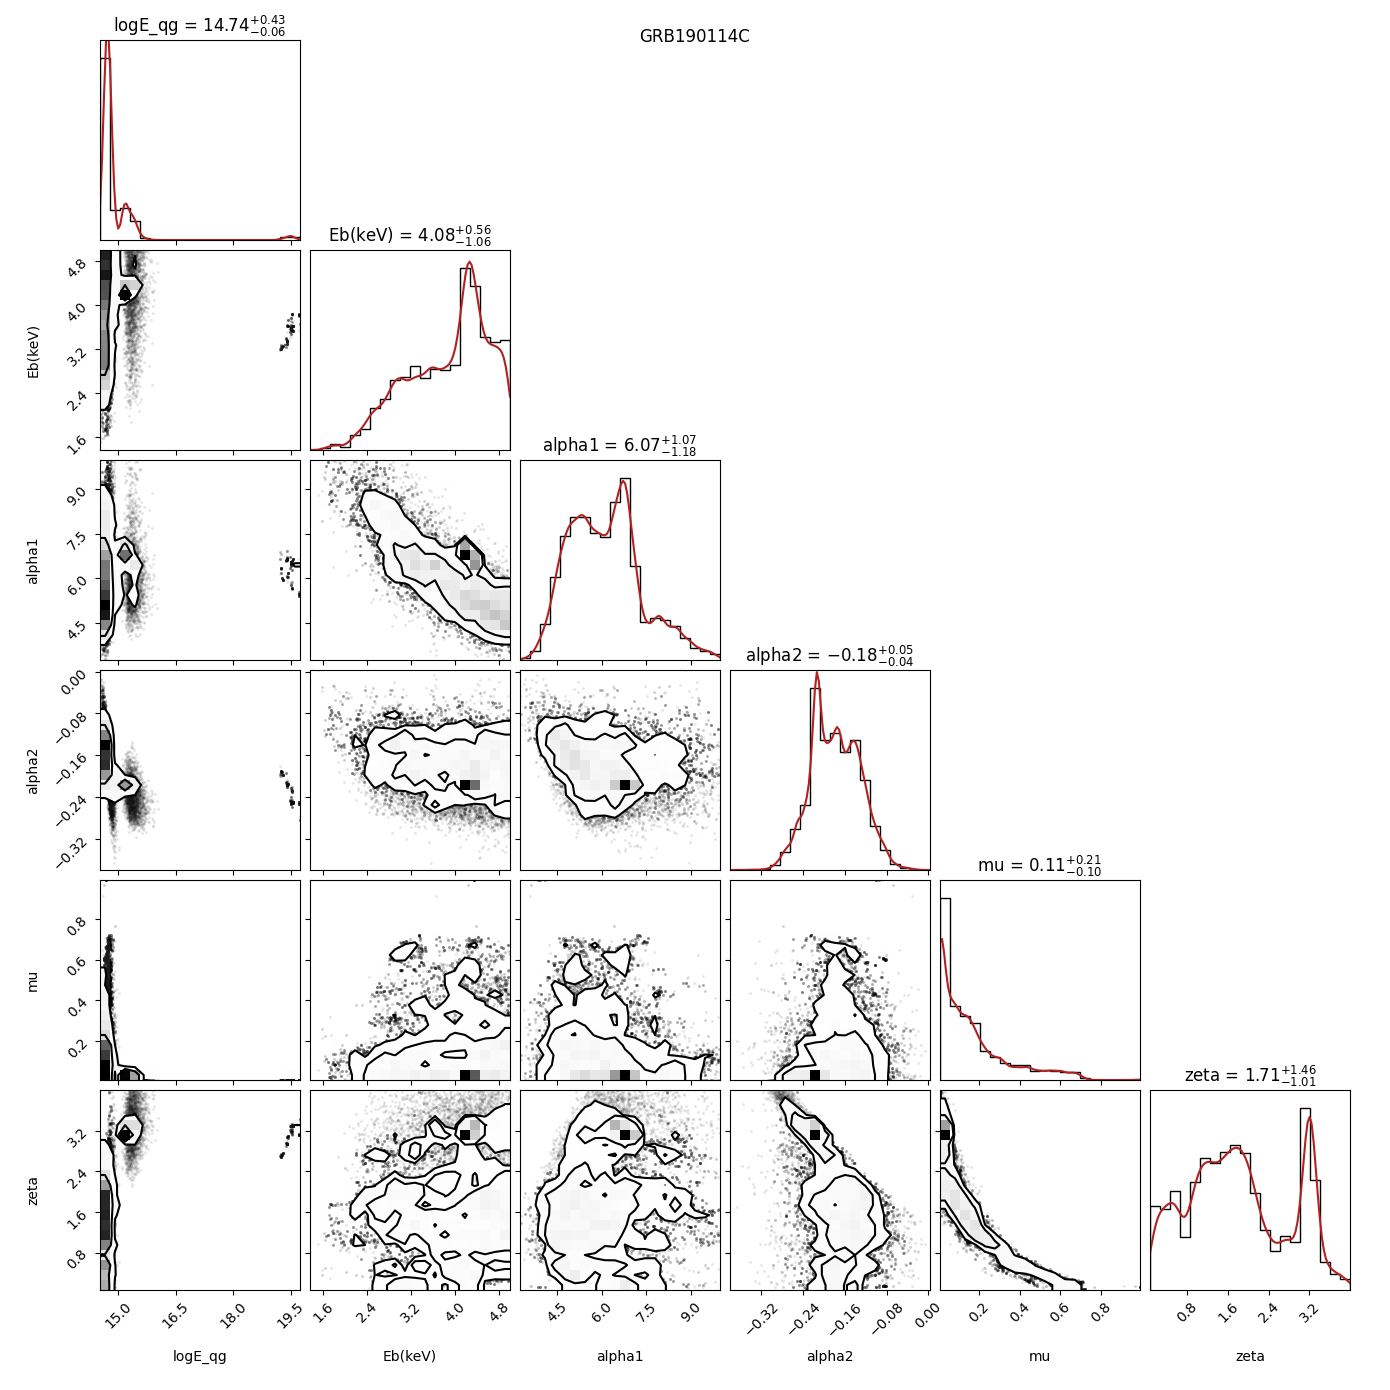 GRB190114C
logE_qg = 14.74 +0.43 −0.06
Eb(keV) = 4.08 +0.56 −1.06
Eb(keV)
4.8
4.0
3.2
2.4
1.6
alpha1 = 6.07 +1.07 −1.18
alpha1
9.0
7.5
6.0
4.5
alpha2 = −0.18 +0.05 −0.04
alpha2
0.00
−0.08
−0.16
−0.24
−0.32
mu = 0.11 +0.21 −0.10
mu
0.8
0.6
0.4
0.2
zeta = 1.71 +1.46 −1.01
zeta
3.2
2.4
1.6
0.8
15.0 16.5 18.0 19.5
1.6 2.4 3.2 4.0 4.8
4.5 6.0 7.5 9.0
−0.32 −0.24 −0.16 −0.08 0.00
0.2 0.4 0.6 0.8
0.8 1.6 2.4 3.2
logE_qg Eb(keV) alpha1 alpha2 mu zeta